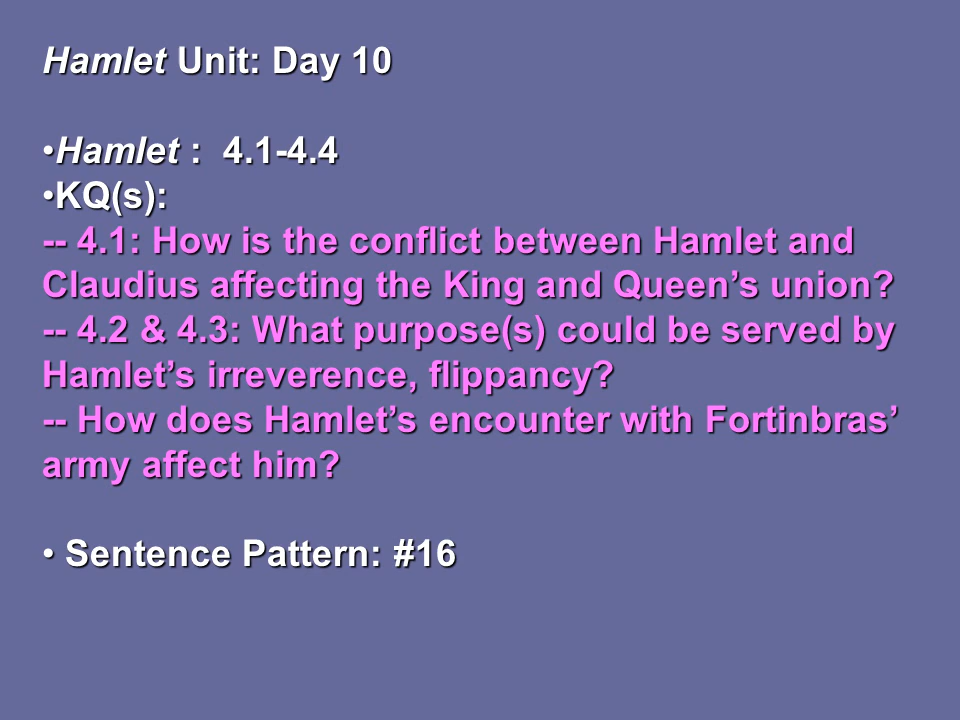 Hamlet Unit: Day 10
•Hamlet :  4.1-4.4
•KQ(s):
-- 4.1: How is the conflict between Hamlet and
Claudius affecting the King and Queen’s union?
-- 4.2 & 4.3: What purpose(s) could be served by
Hamlet’s irreverence, flippancy?
-- How does Hamlet’s encounter with Fortinbras’
army affect him?
• Sentence Pattern: #16